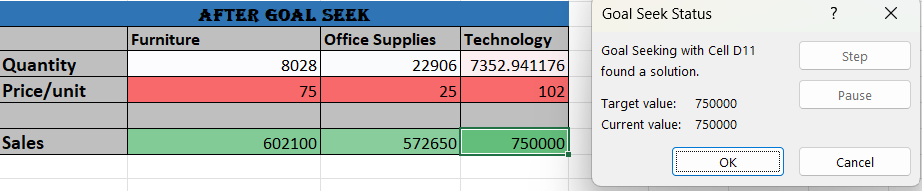 AFTER GOAL SEEK
Furniture Office Supplies Technology
Quantity 8028 22906 7352.941176
Price/unit 75 25 102
Sales 602100 572650 750000
Goal Seek Status ? ×
Goal Seeking with Cell D11
found a solution.
Step
Pause
Target value: 750000
Current value: 750000
OK Cancel